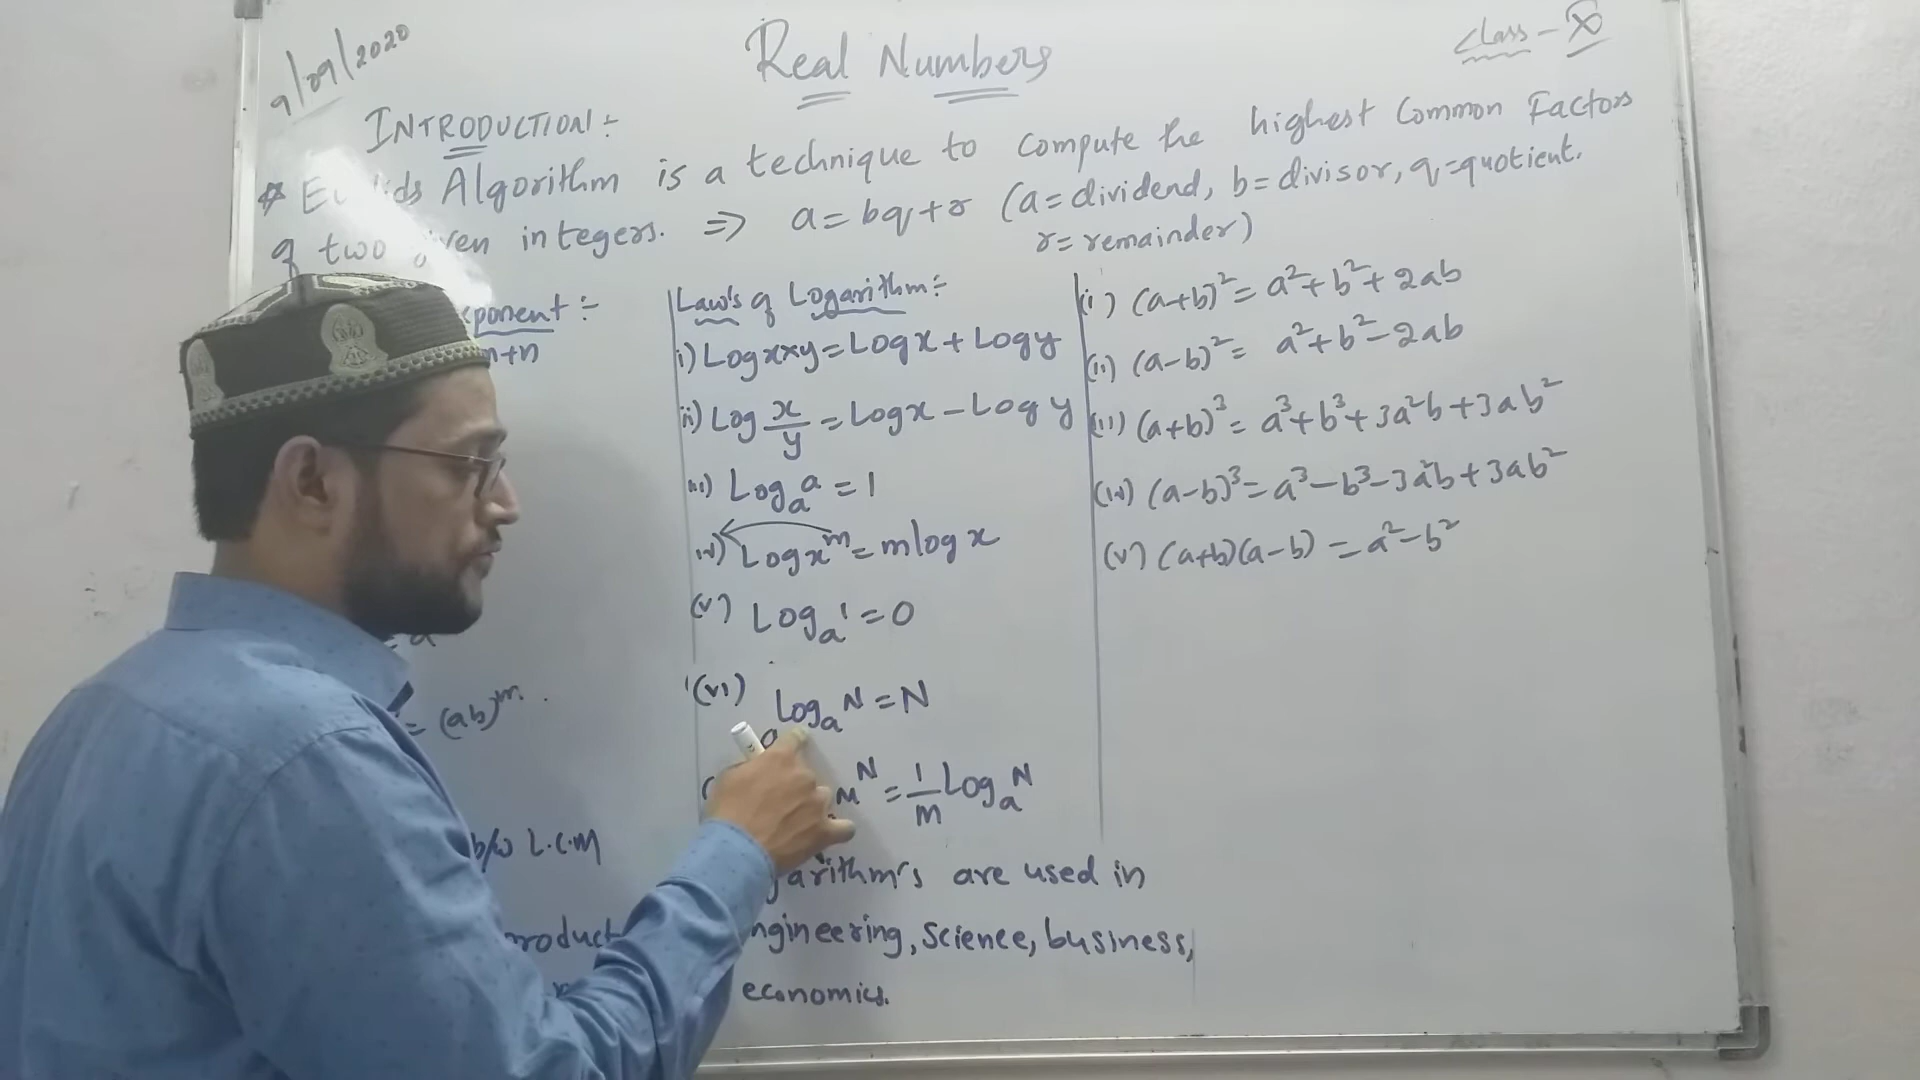 9/09/2020
Real Numbers
Class - X
INTRODUCTION :-
* Euclids Algorithm is a technique to compute the highest Common Factors
of two given integers. ⇒ a = bq + r (a = dividend, b = divisor, q = quotient.
r = remainder)
ponent :-
m+n
= (ab)^m.
b/w L.C.M
product
Law's of Logarithm :-
i) Log x×y = Log x + Log y
ii) Log x/y = Log x - Log y
iii) Log_a a = 1
iv) Log x^m = m log x
(v) Log_a 1 = 0
(vi) a^Log_a N = N
N = 1/m Log_a N
garithm's are used in
ngineering, Science, business,
economics.
(i) (a+b)² = a² + b² + 2ab
(ii) (a-b)² = a² + b² - 2ab
(iii) (a+b)³ = a³ + b³ + 3a²b + 3ab²
(iv) (a-b)³ = a³ - b³ - 3a²b + 3ab²
(v) (a+b)(a-b) = a² - b²